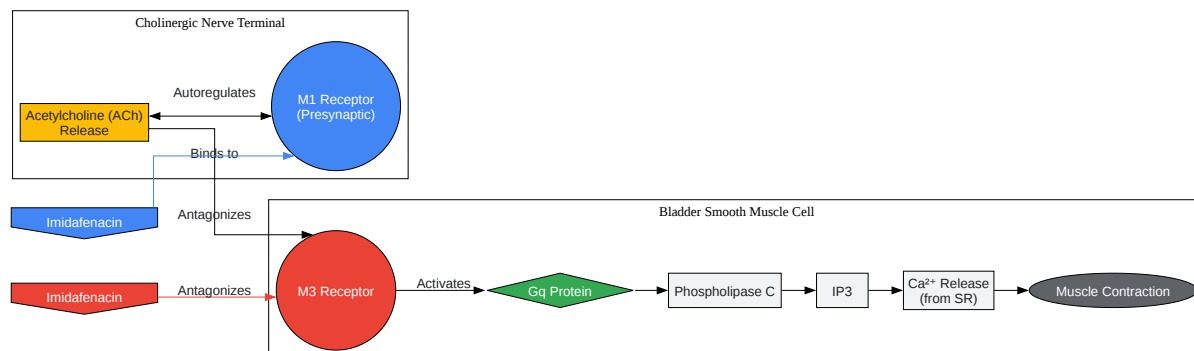 Cholinergic Nerve Terminal
Autoregulates
M1 Receptor
(Presynaptic)
Acetylcholine (ACh)
Release
Binds to
Imidafenacin
Antagonizes
Bladder Smooth Muscle Cell
Imidafenacin
Antagonizes
M3 Receptor
Activates
Gq Protein
Phospholipase C
IP3
Ca²⁺ Release
(from SR)
Muscle Contraction